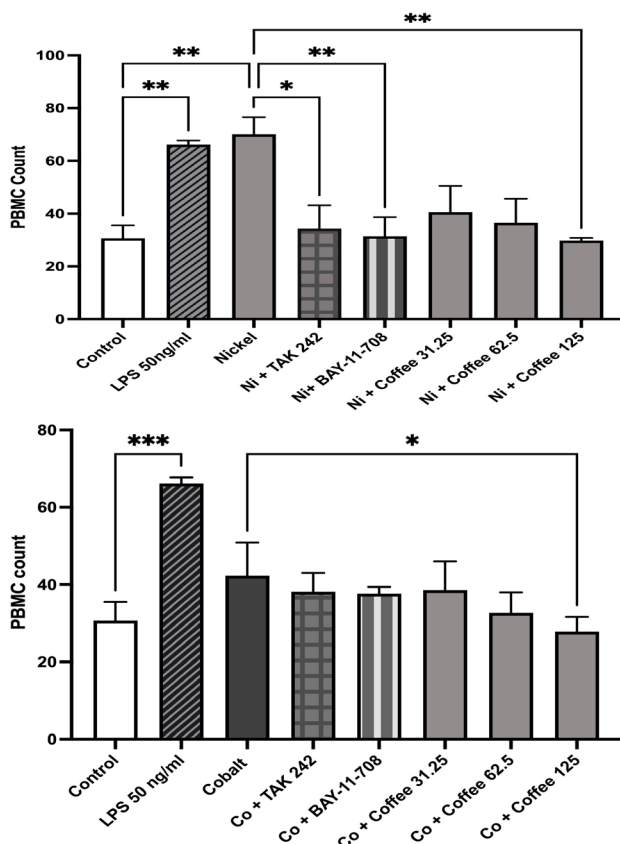 **
**
**
**
*
100
80
60
40
20
0
PBMC Count
Control
LPS 50ng/ml
Nickel
Ni + TAK 242
Ni+ BAY-11-708
Ni + Coffee 31.25
Ni + Coffee 62.5
Ni + Coffee 125
***
*
80
60
40
20
0
PBMC count
Control
LPS 50 ng/ml
Cobalt
Co + TAK 242
Co + BAY-11-708
Co + Coffee 31.25
Co + Coffee 62.5
Co + Coffee 125